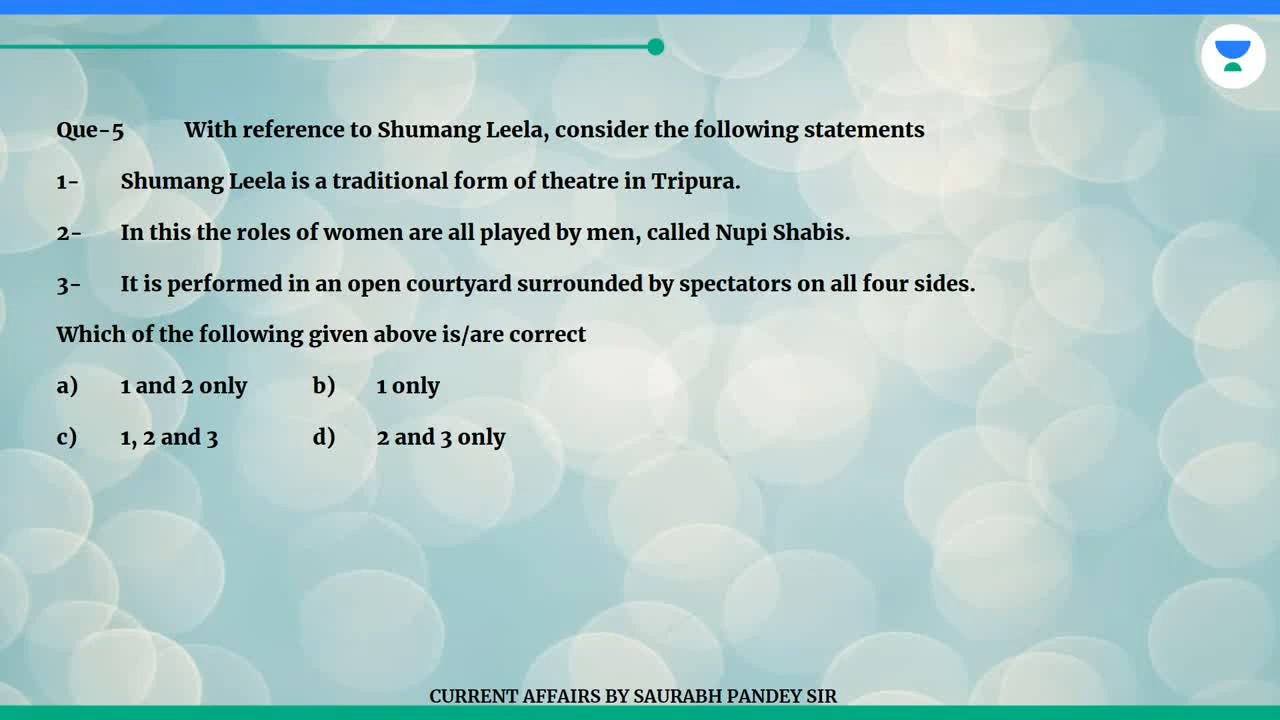 Que-5 With reference to Shumang Leela, consider the following statements
1- Shumang Leela is a traditional form of theatre in Tripura.
2- In this the roles of women are all played by men, called Nupi Shabis.
3- It is performed in an open courtyard surrounded by spectators on all four sides.
Which of the following given above is/are correct
a) 1 and 2 only b) 1 only
c) 1, 2 and 3 d) 2 and 3 only
CURRENT AFFAIRS BY SAURABH PANDEY SIR